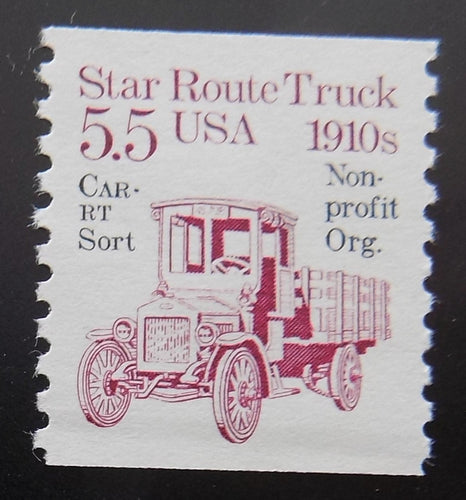 Star Route Truck
5.5 USA 1910s
CAR-
RT
Sort
Non-
profit
Org.